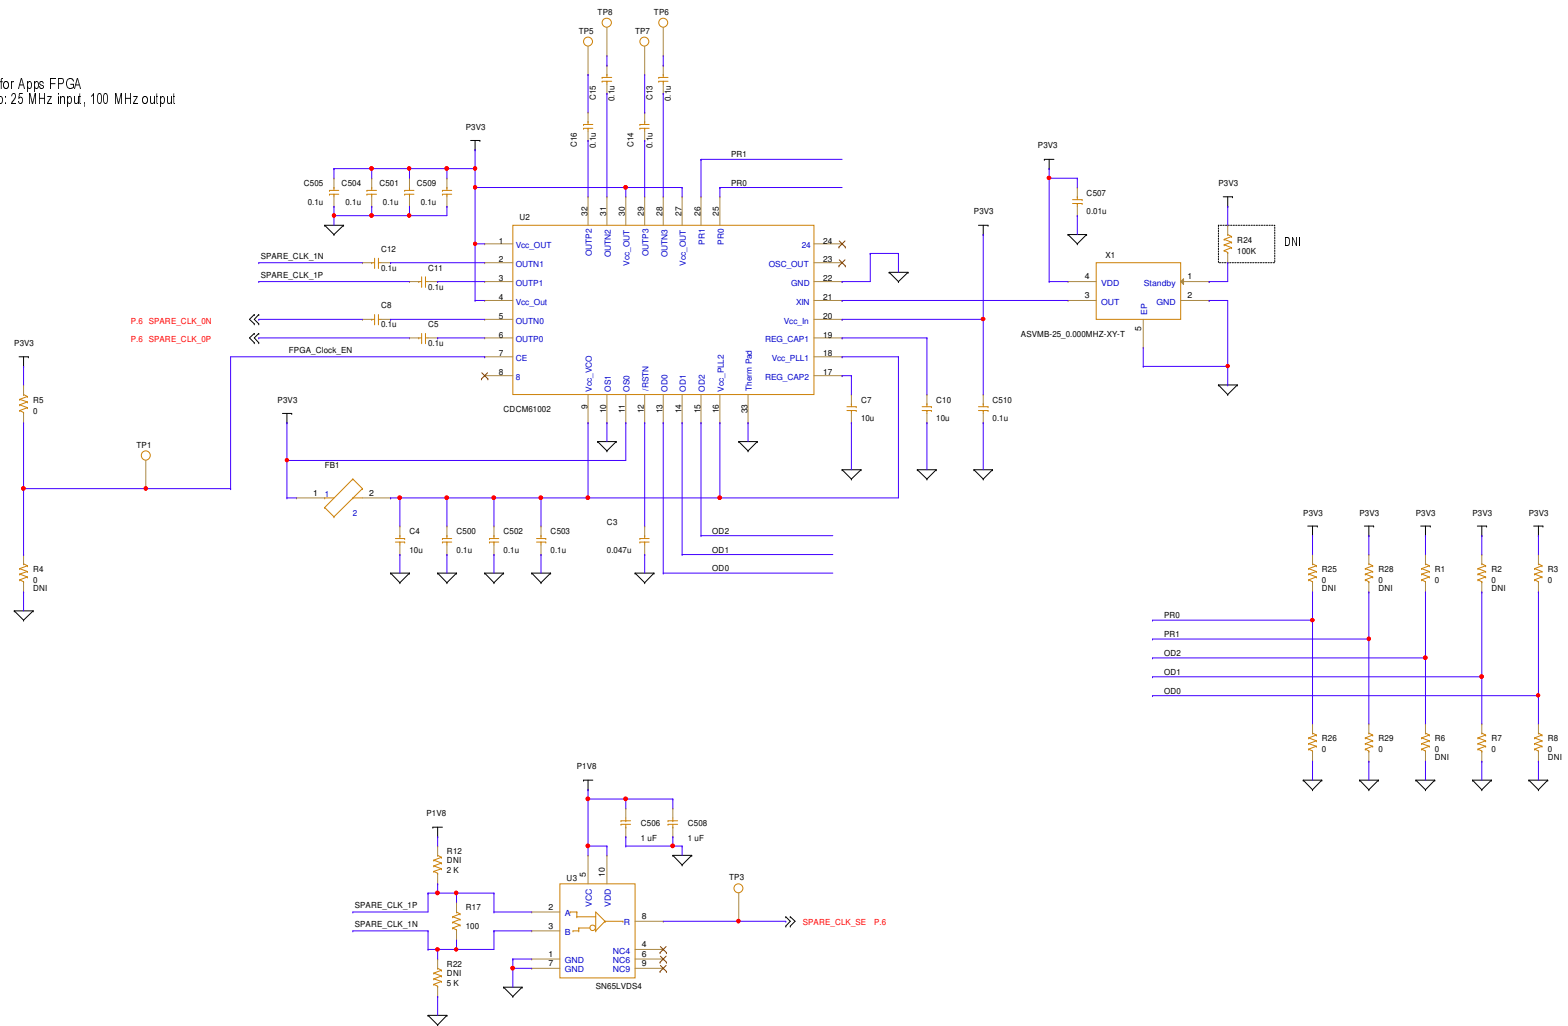 for Apps FPGA
o: 25 MHz input, 100 MHz output
TP8
TP6
TP5
TP7
C15
0.1u
C13
0.1u
C16
0.1u
C14
0.1u
P3V3
C505
C504
C501
C509
0.1u
0.1u
0.1u
0.1u
PR1
PR0
U2
32
31
30
29
28
27
26
25
OUTP2
OUTN2
Vcc_OUT
OUTP3
OUTN3
Vcc_OUT
PR1
PR0
1
Vcc_OUT
2
OUTN1
3
OUTP1
4
Vcc_Out
5
OUTN0
6
OUTP0
7
CE
8
8
24
24
OSC_OUT
23
GND
22
XIN
21
Vcc_In
20
REG_CAP1
19
Vcc_PLL1
18
REG_CAP2
17
Vcc_VCO
OS1
OS0
/RSTN
OD0
OD1
OD2
Vcc_PLL2
Therm Pad
9
10
11
12
13
14
15
16
33
CDCM61002
SPARE_CLK_1N
C12
0.1u
SPARE_CLK_1P
C11
0.1u
P.6 SPARE_CLK_0N
C8
0.1u
P.6 SPARE_CLK_0P
C5
0.1u
FPGA_Clock_EN
P3V3
R5
0
TP1
R4
0
DNI
P3V3
FB1
1
1
2
2
C4
10u
C500
0.1u
C502
0.1u
C503
0.1u
C3
0.047u
OD2
OD1
OD0
C7
10u
C10
10u
C510
0.1u
P3V3
P3V3
C507
0.01u
P3V3
R24
100K
DNI
X1
4
VDD
3
OUT
Standby
1
GND
2
EP
5
ASVMB-25_0.000MHZ-XY-T
P3V3
P3V3
P3V3
P3V3
P3V3
R25
0
DNI
R28
0
DNI
R1
0
R2
0
DNI
R3
0
PR0
PR1
OD2
OD1
OD0
R26
0
R29
0
R6
0
DNI
R7
0
R8
0
DNI
P1V8
C506
1 uF
C508
1 uF
P1V8
R12
DNI
2 K
SPARE_CLK_1P
SPARE_CLK_1N
R17
100
R22
DNI
5 K
U3
5
10
VCC
VDD
2
A
3
B
1
GND
7
GND
R
8
NC4
4
NC6
6
NC9
9
SN65LVDS4
TP3
SPARE_CLK_SE P.6